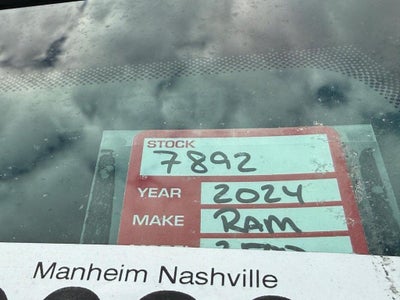 STOCK
7892
YEAR 2024
MAKE RAM
Manheim Nashville